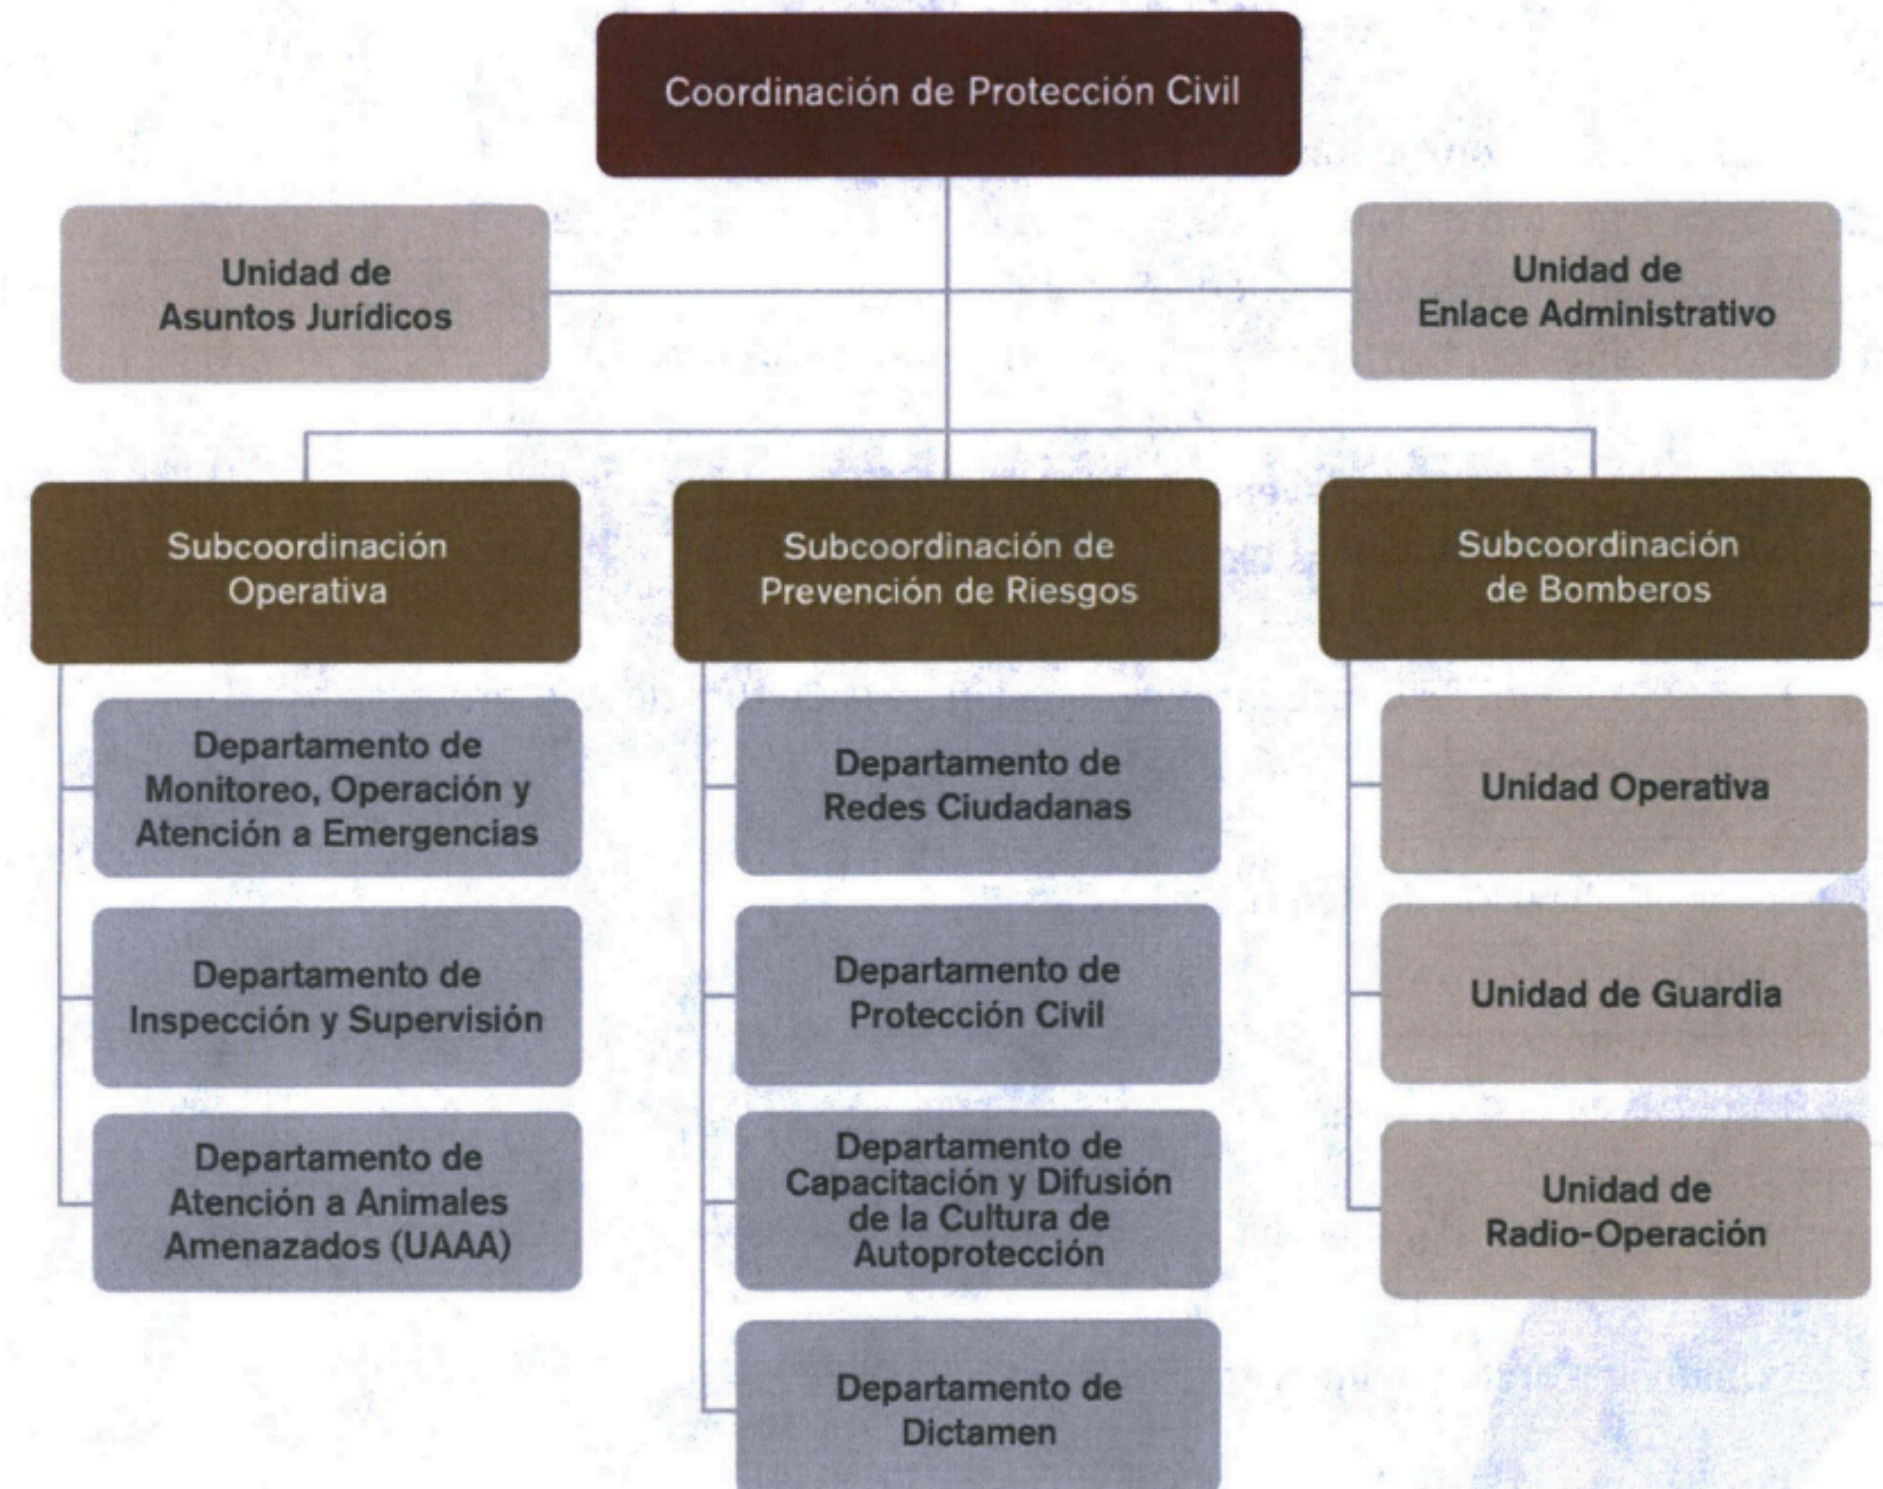 Coordinación de Protección Civil
Unidad de
Asuntos Jurídicos
Unidad de
Enlace Administrativo
Subcoordinación
Operativa
Subcoordinación de
Prevención de Riesgos
Subcoordinación
de Bomberos
Departamento de
Monitoreo, Operación y
Atención a Emergencias
Departamento de
Inspección y Supervisión
Departamento de
Atención a Animales
Amenazados (UAAA)
Departamento de
Redes Ciudadanas
Departamento de
Protección Civil
Departamento de
Capacitación y Difusión
de la Cultura de
Autoprotección
Departamento de
Dictamen
Unidad Operativa
Unidad de Guardia
Unidad de
Radio-Operación